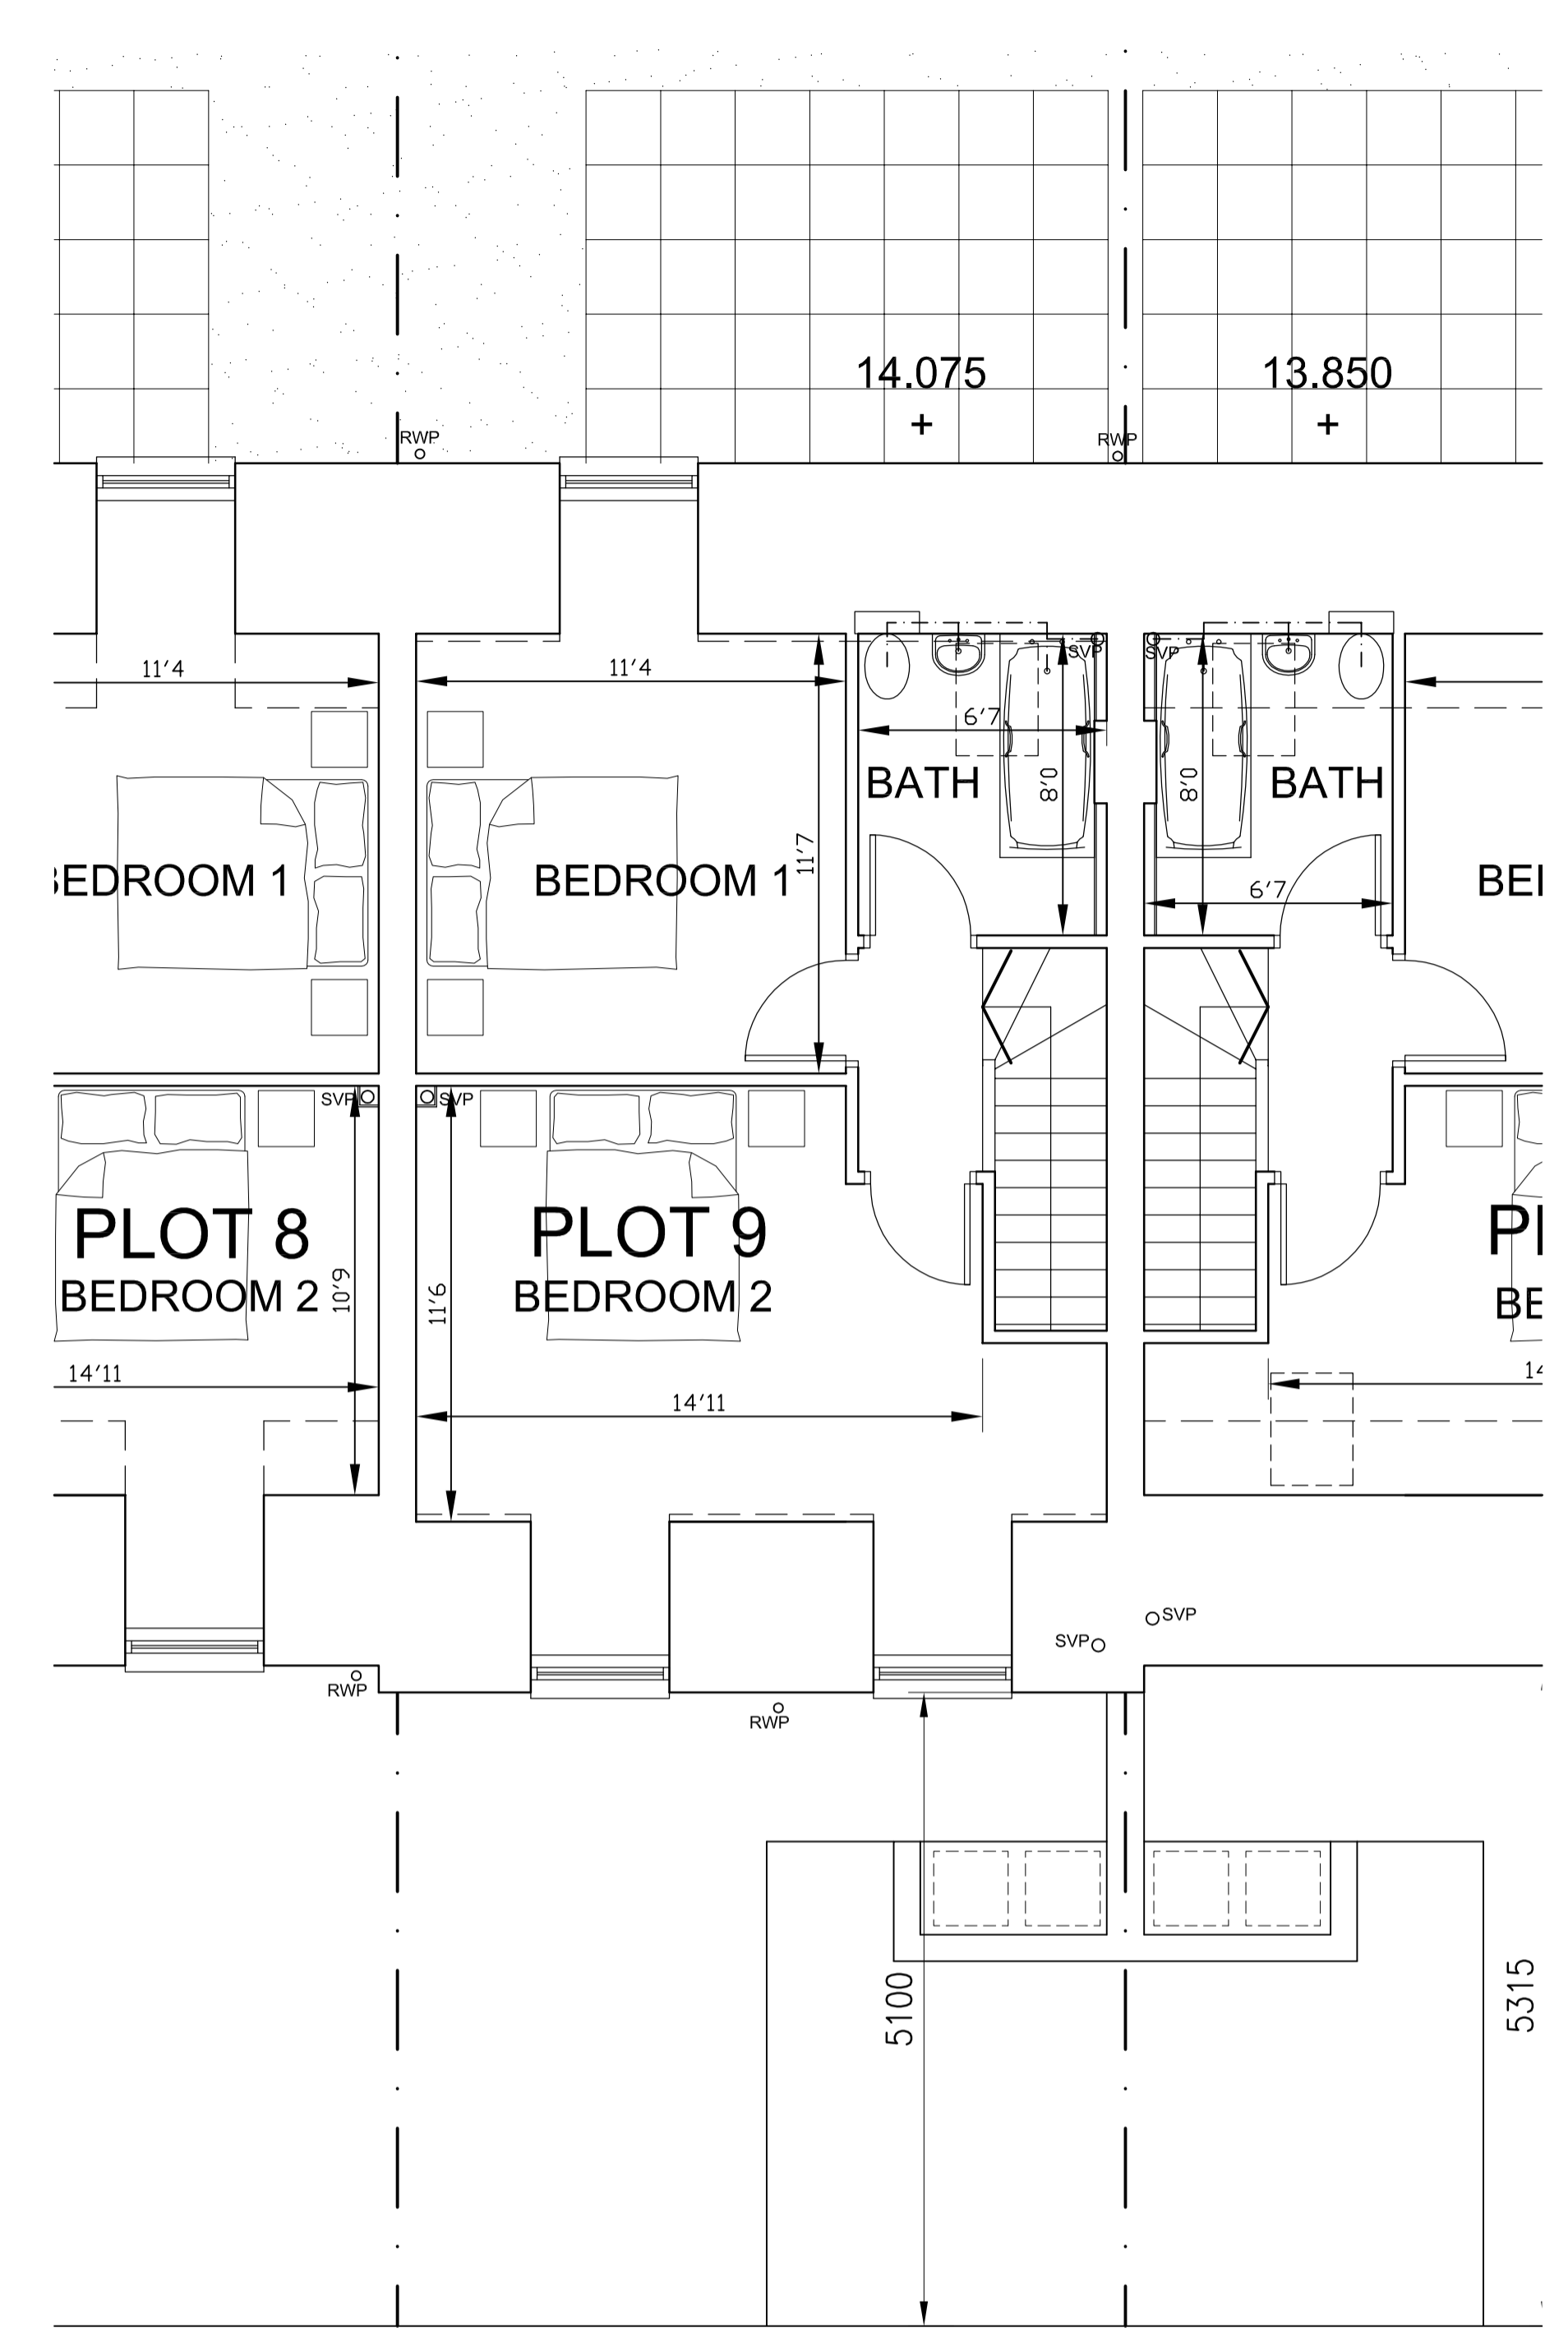 14.075
13.850
+
+
RWP
RWP
11'4
11'4
SVP
SVP
6'7
BATH
8'0
8'0
BATH
BEDROOM 1
BEDROOM 1
11'7
6'7
SVP
SVP
PLOT 8
BEDROOM 2
10'9
11'6
PLOT 9
BEDROOM 2
14'11
14'11
14
SVP
SVP
RWP
RWP
5100
5315